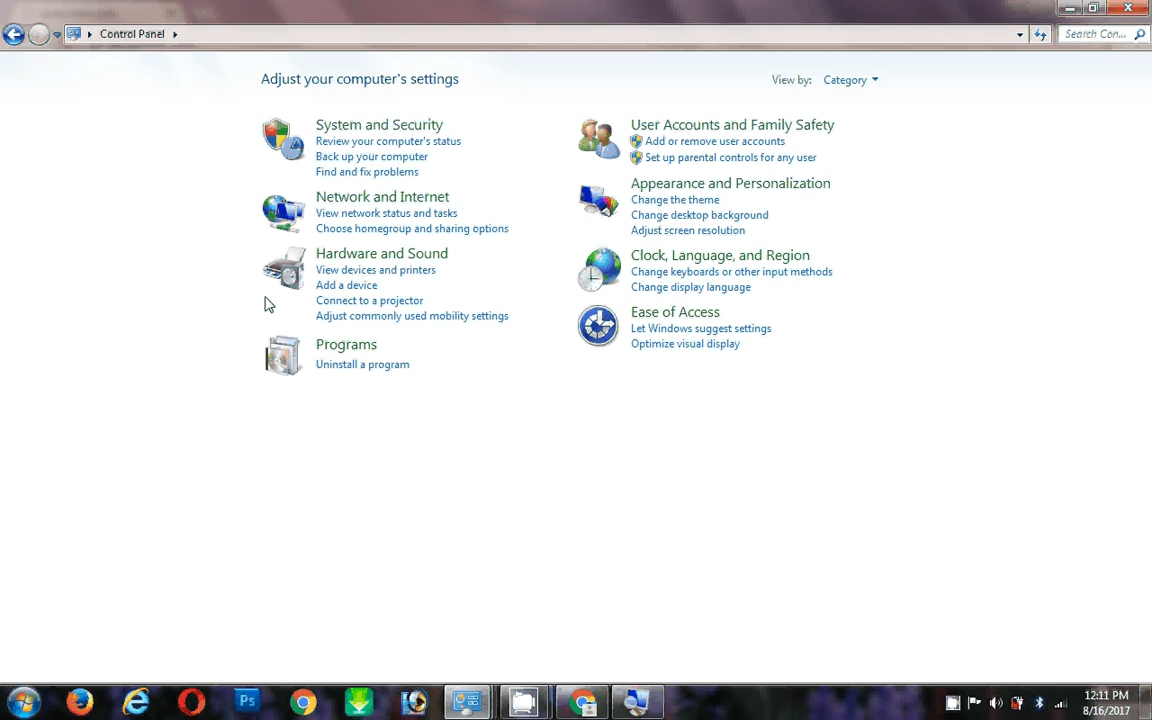 Control Panel
Search Con...
Adjust your computer's settings
View by: Category
System and Security
Review your computer's status
Back up your computer
Find and fix problems
Network and Internet
View network status and tasks
Choose homegroup and sharing options
Hardware and Sound
View devices and printers
Add a device
Connect to a projector
Adjust commonly used mobility settings
Programs
Uninstall a program
User Accounts and Family Safety
Add or remove user accounts
Set up parental controls for any user
Appearance and Personalization
Change the theme
Change desktop background
Adjust screen resolution
Clock, Language, and Region
Change keyboards or other input methods
Change display language
Ease of Access
Let Windows suggest settings
Optimize visual display
Ps
12:11 PM
8/16/2017